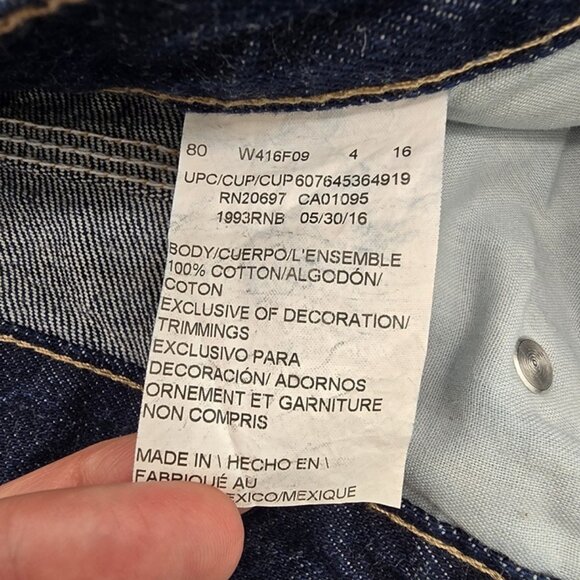 80 W416F09 4 16
UPC/CUP/CUP607645364919
RN20697 CA01095
1993RNB 05/30/16
BODY/CUERPO/L'ENSEMBLE
100% COTTON/ALGODÓN/
COTON
EXCLUSIVE OF DECORATION/
TRIMMINGS
EXCLUSIVO PARA
DECORACIÓN/ ADORNOS
ORNEMENT ET GARNITURE
NON COMPRIS
MADE IN \ HECHO EN \
FABRIQUÉ AU
EXICO/MEXIQUE